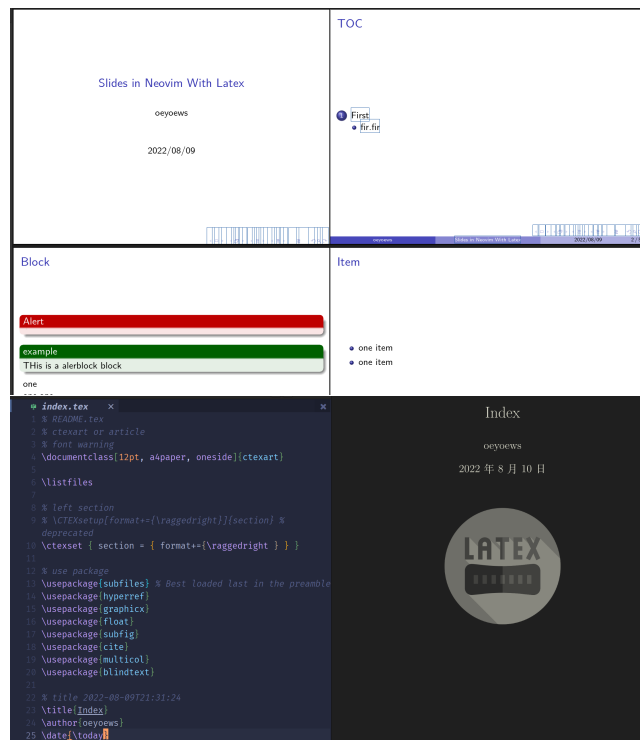 Slides in Neovim With Latex
oeyoews
2022/08/09
TOC
1 First
fir.fir
oeyoews Slides in Neovim With Latex 2022/08/09 2/
Block
Alert
example
THis is a alerblock block
one
Item
one item
one item
index.tex ×
1 % README.tex
2 % ctexart or article
3 % font warning
4 \documentclass[12pt, a4paper, oneside]{ctexart}
5
6 \listfiles
7
8 % left section
9 % \CTEXsetup[format+={\raggedright}]{section} %
deprecated
10 \ctexset { section = { format+={\raggedright } } }
11
12 % use package
13 \usepackage{subfiles} % Best loaded last in the preamble
14 \usepackage{hyperref}
15 \usepackage{graphicx}
16 \usepackage{float}
17 \usepackage{subfig}
18 \usepackage{cite}
19 \usepackage{multicol}
20 \usepackage{blindtext}
21
22 % title 2022-08-09T21:31:24
23 \title{Index}
24 \author{oeyoews}
25 \date{\today}
Index
oeyoews
2022 年 8 月 10 日
LATEX